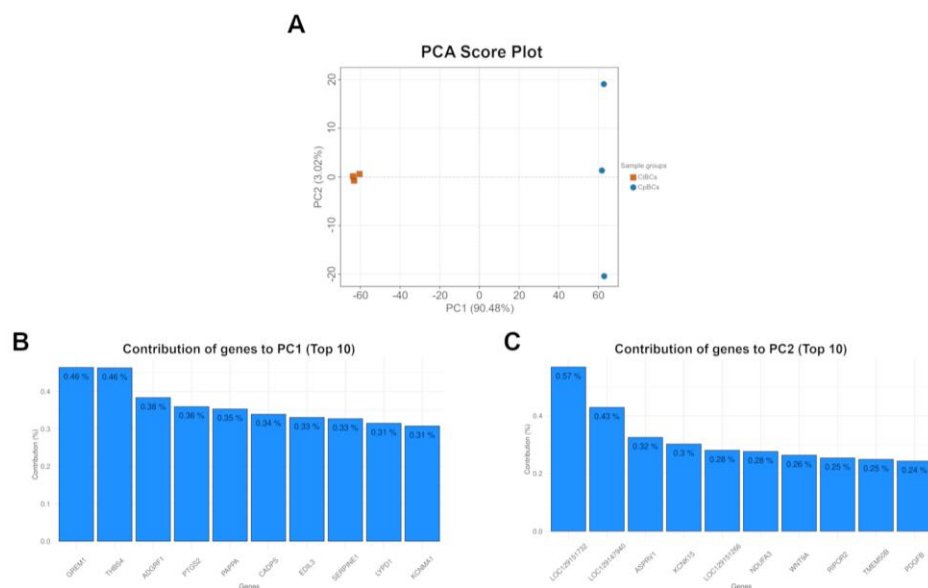 A
PCA Score Plot
20
10
0
-10
-20
PC2 (3.02%)
-60 -40 -20 0 20 40 60
PC1 (90.48%)
Sample groups
CpBCs
B
Contribution of genes to PC1 (Top 10)
Contribution (%)
0.4
0.3
0.2
0.1
0.0
0.46 % 0.46 % 0.38 % 0.36 % 0.35 % 0.34 % 0.33 % 0.33 % 0.31 % 0.31 %
GREM1 THBS4 ADGRF1 PTGS2 PAPPA CADPS EDIL3 SERPINE1 LYPD1 KCNMA1
Genes
C
Contribution of genes to PC2 (Top 10)
Contribution (%)
0.4
0.2
0.0
0.57 % 0.43 % 0.32 % 0.3 % 0.28 % 0.28 % 0.26 % 0.25 % 0.25 % 0.24 %
LOC129151732 LOC129147940 ASPRV1 KCNK15 LOC129151266 NDUFA3 WNT9A RIPOR2 TMEM50B PDGFB
Genes